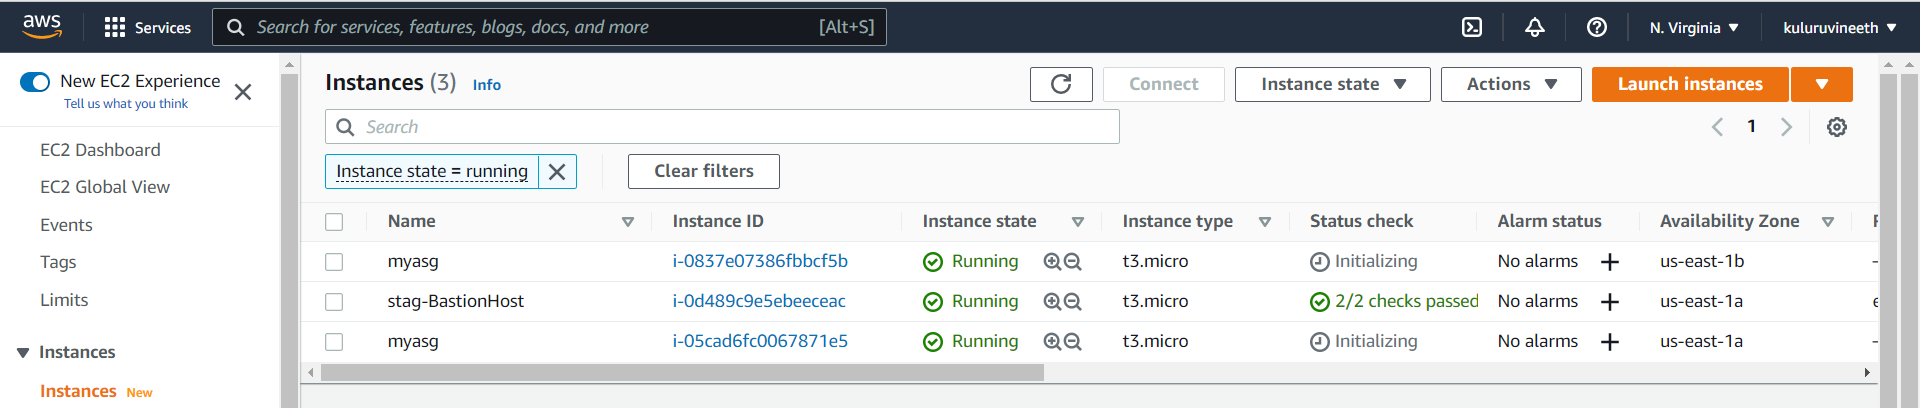 aws Services Search for services, features, blogs, docs, and more [Alt+S] N. Virginia ▼ kuluruvineeth ▼
New EC2 Experience
Tell us what you think
EC2 Dashboard
EC2 Global View
Events
Tags
Limits
Instances
Instances New
Instances (3) Info Connect Instance state ▼ Actions ▼ Launch instances ▼
Search 1
Instance state = running Clear filters
Name Instance ID Instance state Instance type Status check Alarm status Availability Zone
myasg i-0837e07386fbbcf5b Running t3.micro Initializing No alarms + us-east-1b –
stag-BastionHost i-0d489c9e5ebeeceac Running t3.micro 2/2 checks passed No alarms + us-east-1a
myasg i-05cad6fc0067871e5 Running t3.micro Initializing No alarms + us-east-1a –